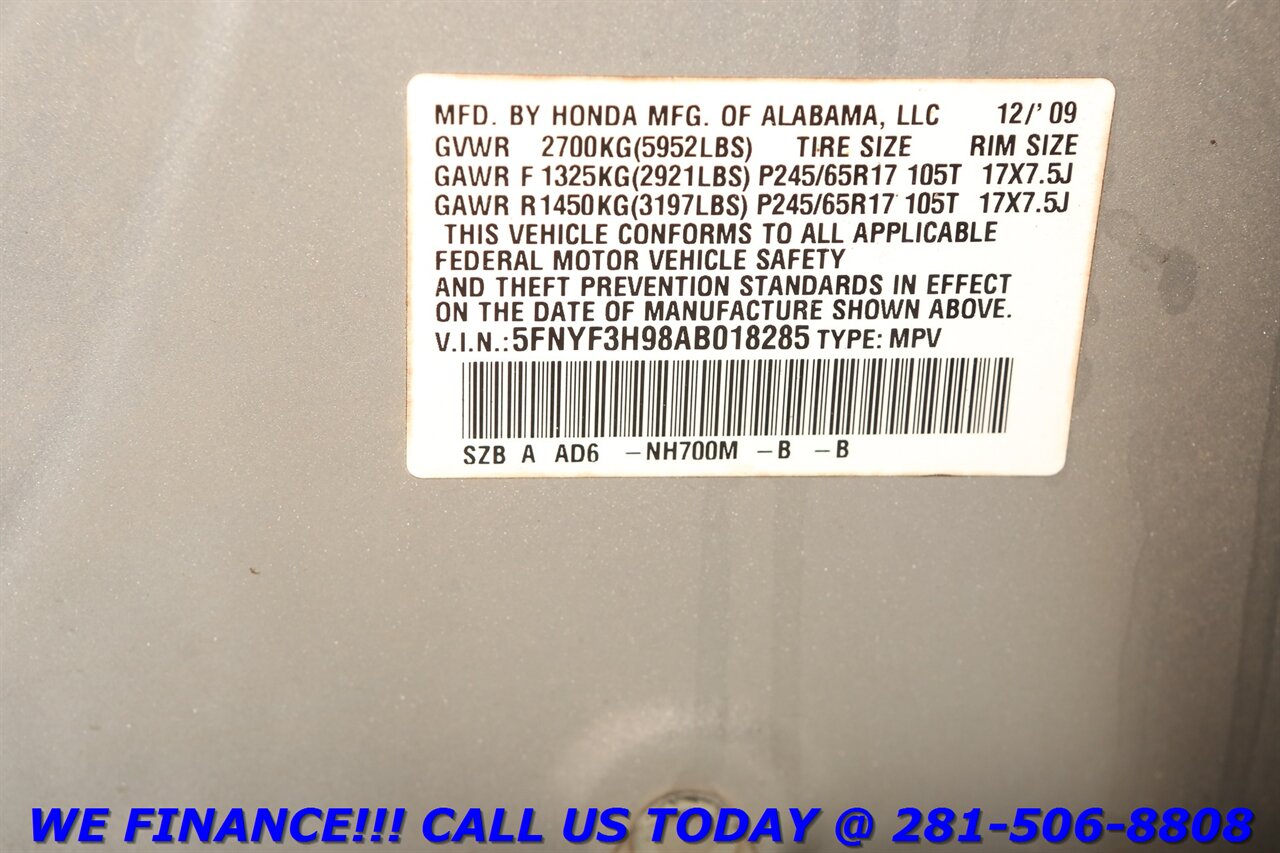 MFD. BY HONDA MFG. OF ALABAMA, LLC 12/' 09
GVWR 2700KG(5952LBS) TIRE SIZE RIM SIZE
GAWR F 1325KG(2921LBS) P245/65R17 105T 17X7.5J
GAWR R1450KG(3197LBS) P245/65R17 105T 17X7.5J
THIS VEHICLE CONFORMS TO ALL APPLICABLE
FEDERAL MOTOR VEHICLE SAFETY
AND THEFT PREVENTION STANDARDS IN EFFECT
ON THE DATE OF MANUFACTURE SHOWN ABOVE.
V.I.N.: 5FNYF3H98AB018285 TYPE: MPV
SZB A AD6 -NH700M -B -B
WE FINANCE!!! CALL US TODAY @ 281-506-8808